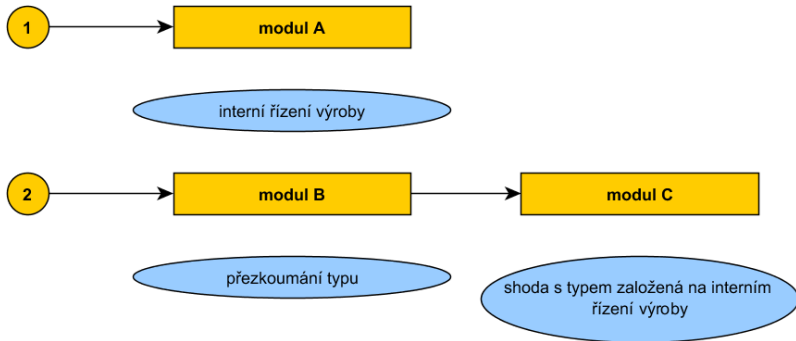 1
modul A
interní řízení výroby
2
modul B
modul C
přezkoumání typu
shoda s typem založená na interním
řízení výroby